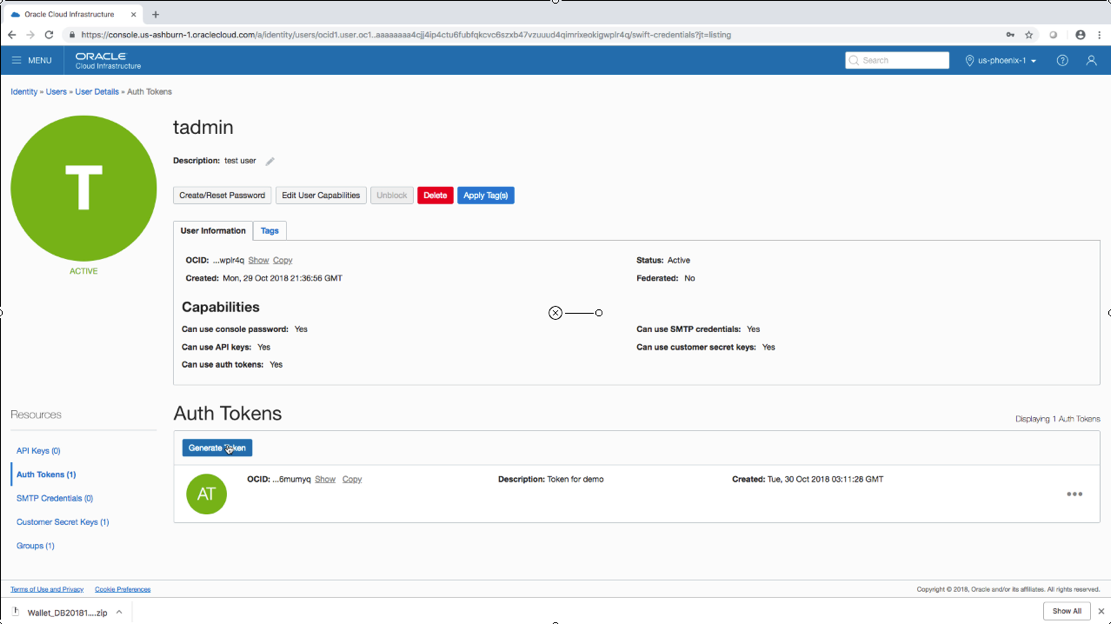 Oracle Cloud Infrastructure
https://console.us-ashburn-1.oraclecloud.com/a/identity/users/ocid1.user.oc1..aaaaaaaa4cjj4ip4ctu6fubfqkcvc6szxb47vzuuud4qimrixeokigwplr4q/swift-credentials?jt=listing
MENU
ORACLE
Cloud Infrastructure
Search
us-phoenix-1
Identity » Users » User Details » Auth Tokens
T
ACTIVE
tadmin
Description: test user
Create/Reset Password Edit User Capabilities Unblock Delete Apply Tag(s)
User Information Tags
OCID: ...wplr4q Show Copy Status: Active
Created: Mon, 29 Oct 2018 21:36:56 GMT Federated: No
Capabilities
Can use console password: Yes Can use SMTP credentials: Yes
Can use API keys: Yes Can use customer secret keys: Yes
Can use auth tokens: Yes
Resources
API Keys (0)
Auth Tokens (1)
SMTP Credentials (0)
Customer Secret Keys (1)
Groups (1)
Auth Tokens
Displaying 1 Auth Tokens
Generate Token
AT
OCID: ...6mumyq Show Copy Description: Token for demo Created: Tue, 30 Oct 2018 03:11:28 GMT
Terms of Use and Privacy Cookie Preferences Copyright © 2018, Oracle and/or its affiliates. All rights reserved.
Wallet_DB20181....zip Show All